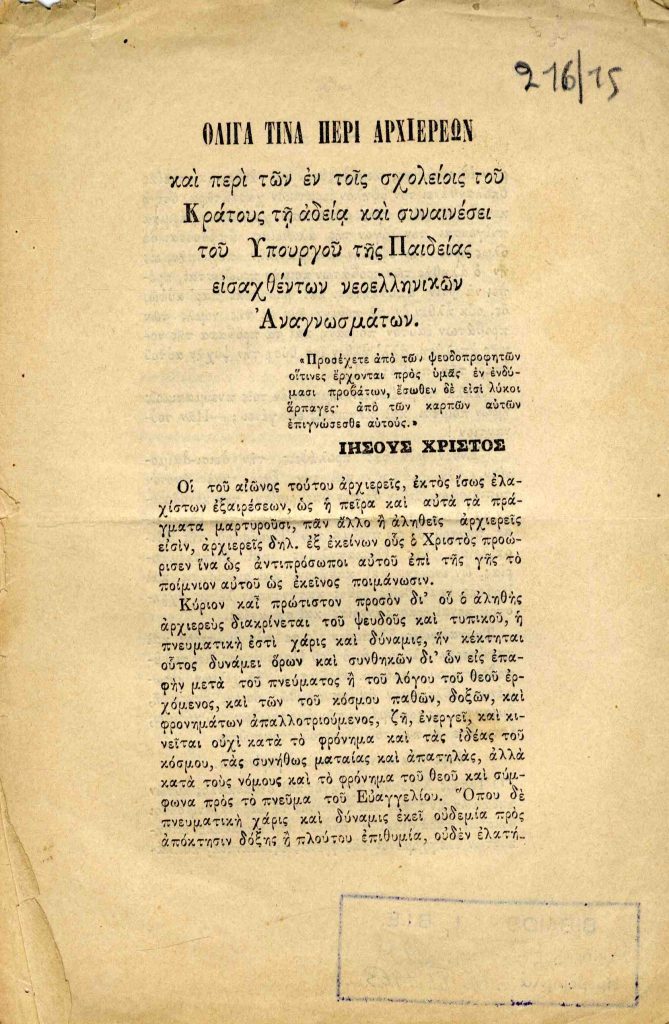 216/15
ΟΛΙΓΑ ΤΙΝΑ ΠΕΡΙ ΑΡΧΙΕΡΕΩΝ
καὶ περὶ τῶν ἐν τοῖς σχολείοις τοῦ
Κράτους τῇ ἀδείᾳ καὶ συναινέσει
τοῦ Ὑπουργοῦ τῆς Παιδείας
εἰσαχθέντων νεοελληνικῶν
Ἀναγνωσμάτων.
«Προσέχετε ἀπὸ τῶν ψευδοπροφητῶν
οἵτινες ἔρχονται πρὸς ὑμᾶς ἐν ἐνδύ-
μασι προβάτων, ἔσωθεν δὲ εἰσὶ λύκοι
ἅρπαγες· ἀπὸ τῶν καρπῶν αὐτῶν
ἐπιγνώσεσθε αὐτούς.»
ΙΗΣΟΥΣ ΧΡΙΣΤΟΣ
Οἱ τοῦ αἰῶνος τούτου ἀρχιερεῖς, ἐκτὸς ἴσως ἐλα-
χίστων ἐξαιρέσεων, ὡς ἡ πεῖρα καὶ αὐτὰ τὰ πρά-
γματα μαρτυροῦσι, πᾶν ἄλλο ἢ ἀληθεῖς ἀρχιερεῖς
εἰσίν, ἀρχιερεῖς δηλ. ἐξ ἐκείνων οὓς ὁ Χριστὸς προώ-
ρισεν ἵνα ὡς ἀντιπρόσωποι αὐτοῦ ἐπὶ τῆς γῆς τὸ
ποίμνιον αὐτοῦ ὡς ἐκεῖνος ποιμάνωσιν.
Κύριον καὶ πρώτιστον προσὸν δι' οὗ ὁ ἀληθὴς
ἀρχιερεὺς διακρίνεται τοῦ ψευδοῦς καὶ τυπικοῦ, ἡ
πνευματική ἐστὶ χάρις καὶ δύναμις, ἣν κέκτηται
οὗτος δυνάμει ὅρων καὶ συνθηκῶν δι' ὧν εἰς ἐπα-
φὴν μετὰ τοῦ πνεύματος ἢ τοῦ λόγου τοῦ θεοῦ ἐρ-
χόμενος, καὶ τῶν τοῦ κόσμου παθῶν, δοξῶν, καὶ
φρονημάτων ἀπαλλοτριούμενος, ζῇ, ἐνεργεῖ, καὶ κι-
νεῖται οὐχὶ κατὰ τὸ φρόνημα καὶ τὰς ἰδέας τοῦ
κόσμου, τὰς συνήθως ματαίας καὶ ἀπατηλάς, ἀλλὰ
κατὰ τοὺς νόμους καὶ τὸ φρόνημα τοῦ θεοῦ καὶ σύμ-
φωνα πρὸς τὸ πνεῦμα τοῦ Εὐαγγελίου. Ὅπου δὲ
πνευματικὴ χάρις καὶ δύναμις ἐκεῖ οὐδεμία πρὸς
ἀπόκτησιν δόξης ἢ πλούτου ἐπιθυμία, οὐδὲν ἐλατή-